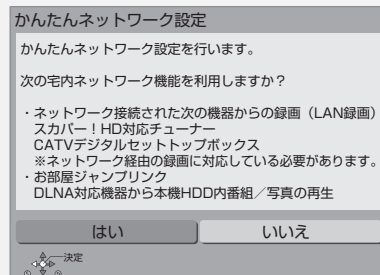 かんたんネットワーク設定
かんたんネットワーク設定を行います。
次の宅内ネットワーク機能を利用しますか?
・ネットワーク接続された次の機器からの録画(LAN録画)
スカパー!HD対応チューナー
CATVデジタルセットトップボックス
※ネットワーク経由の録画に対応している必要があります。
・お部屋ジャンプリンク
DLNA対応機器から本機HDD内番組/写真の再生
はい いいえ
決定